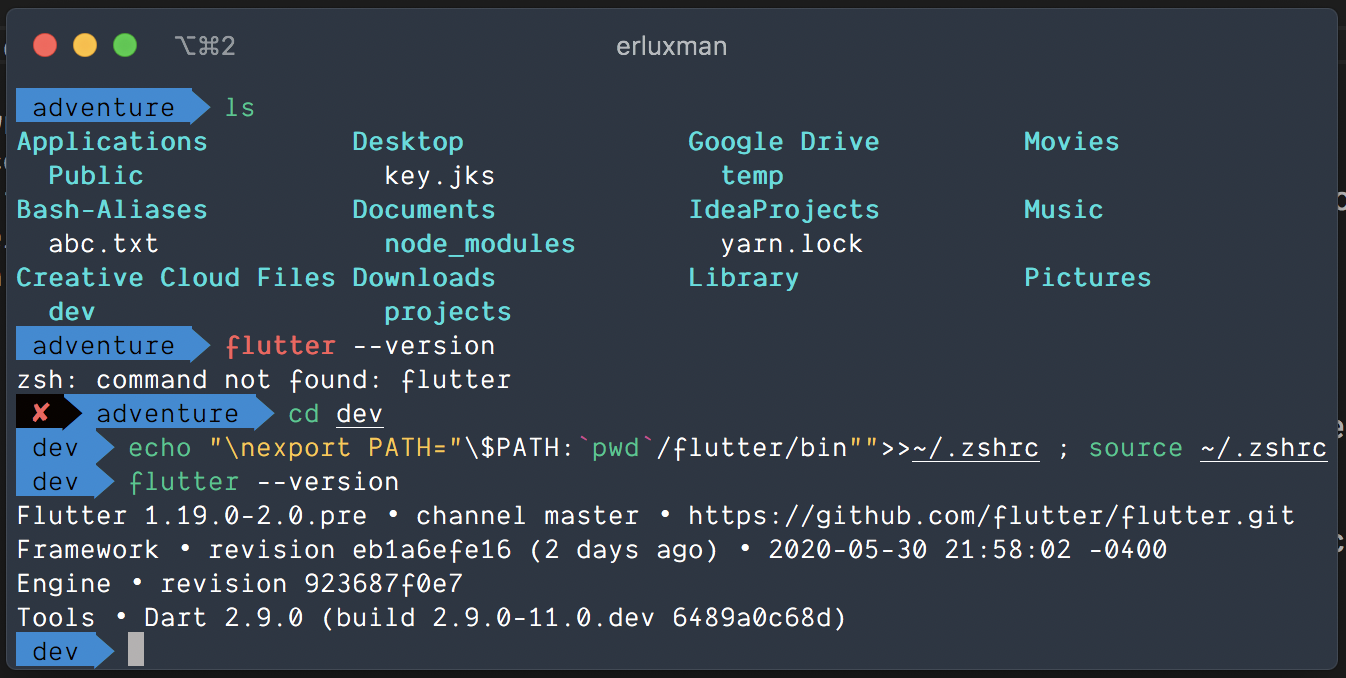 ⌥⌘2 erluxman
adventure ls
Applications Desktop Google Drive Movies
Public key.jks temp
Bash-Aliases Documents IdeaProjects Music
abc.txt node_modules yarn.lock
Creative Cloud Files Downloads Library Pictures
dev projects
adventure flutter --version
zsh: command not found: flutter
✘ adventure cd dev
dev echo "\nexport PATH="\$PATH:`pwd`/flutter/bin"">>~/.zshrc ; source ~/.zshrc
dev flutter --version
Flutter 1.19.0-2.0.pre • channel master • https://github.com/flutter/flutter.git
Framework • revision eb1a6efe16 (2 days ago) • 2020-05-30 21:58:02 -0400
Engine • revision 923687f0e7
Tools • Dart 2.9.0 (build 2.9.0-11.0.dev 6489a0c68d)
dev